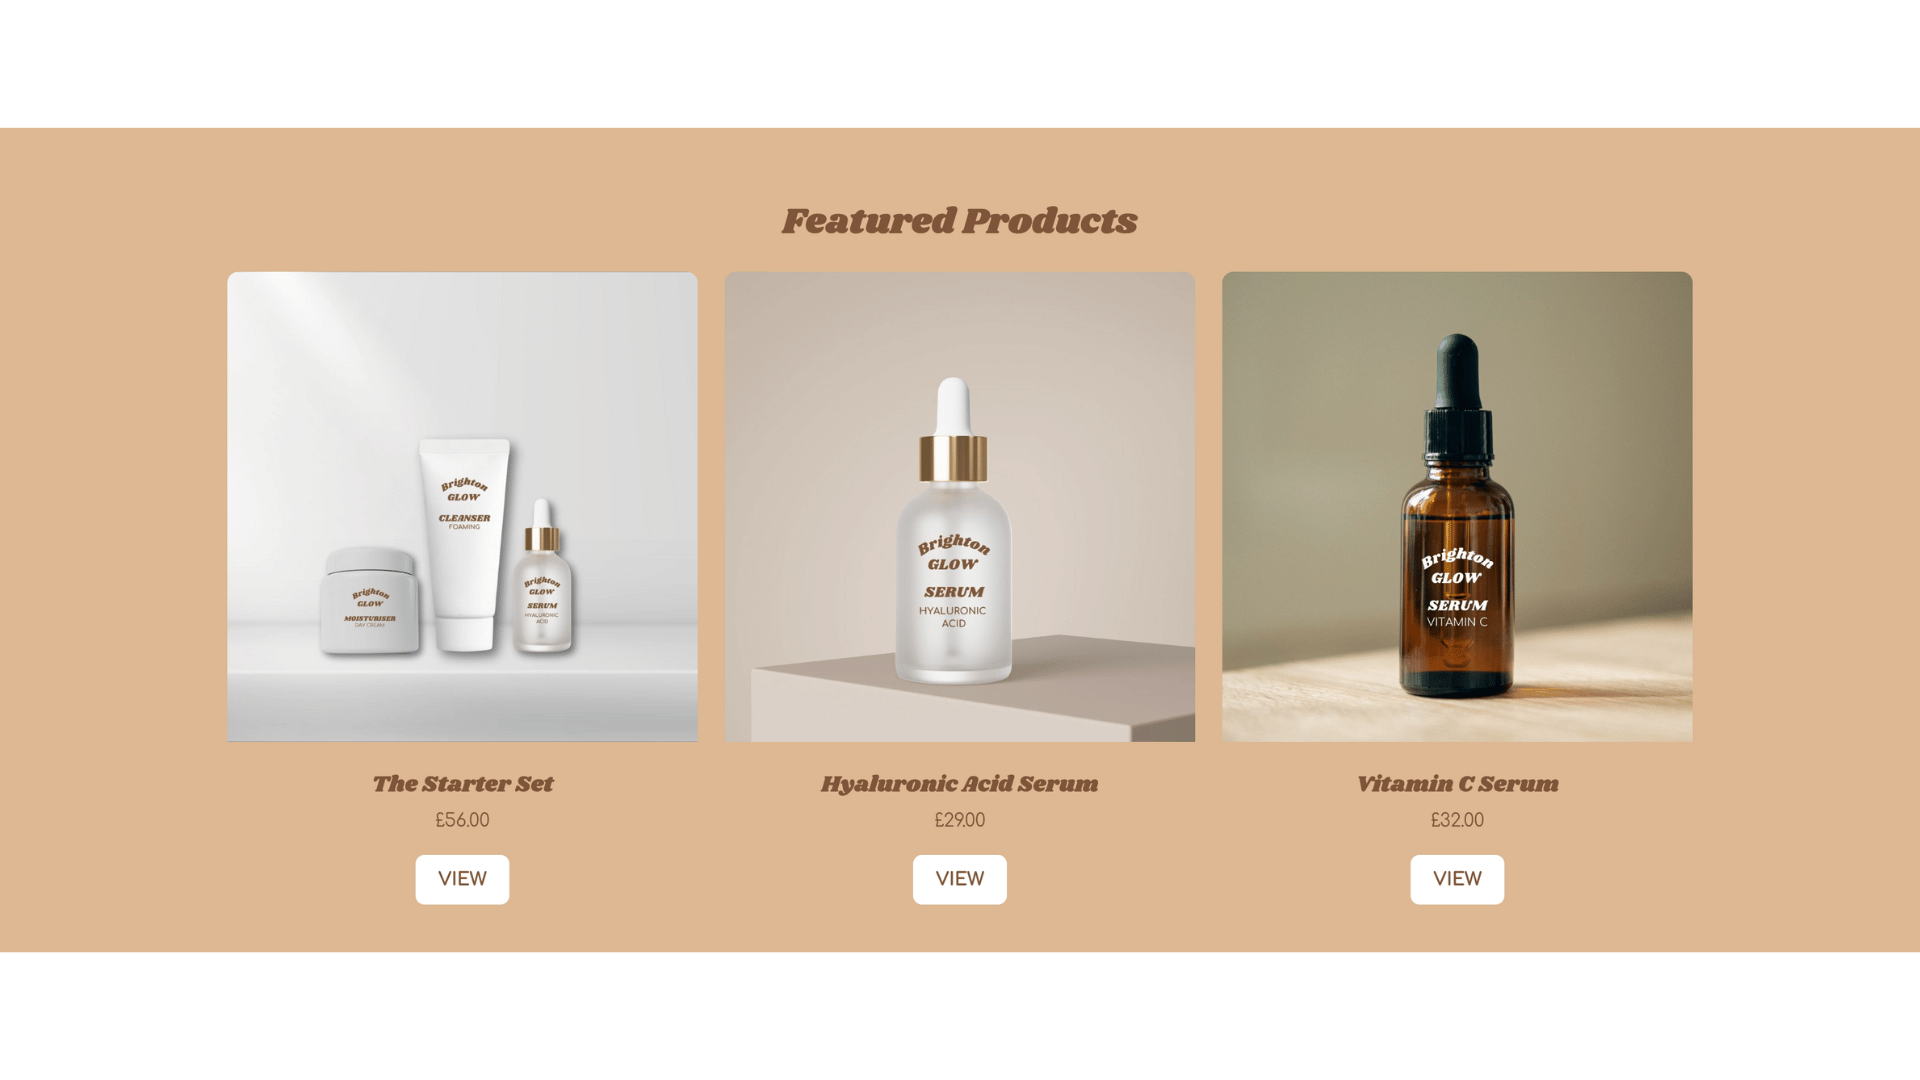 Featured Products
Brighton
GLOW
CLEANSER
FOAMING
Brighton
GLOW
MOISTURISER
DAY CREAM
Brighton
GLOW
SERUM
HYALURONIC
ACID
Brighton
GLOW
SERUM
HYALURONIC
ACID
Brighton
GLOW
SERUM
VITAMIN C
The Starter Set
£56.00
VIEW
Hyaluronic Acid Serum
£29.00
VIEW
Vitamin C Serum
£32.00
VIEW